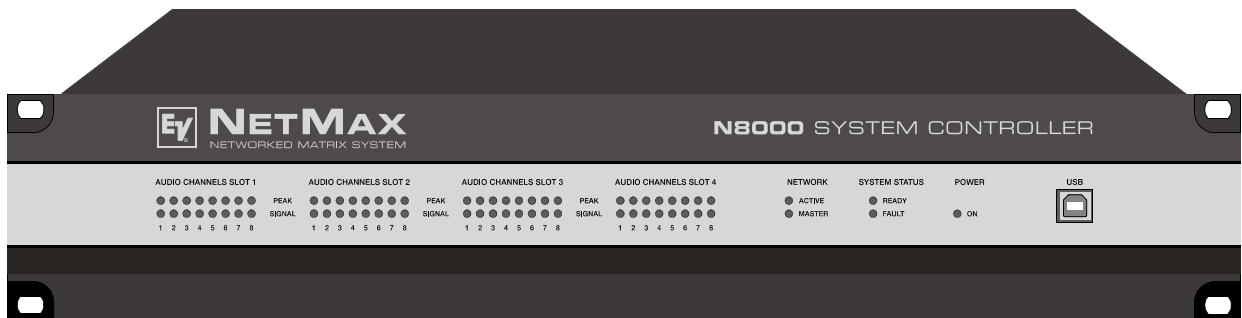 EV NETMAX
NETWORKED MATRIX SYSTEM
N8000 SYSTEM CONTROLLER
AUDIO CHANNELS SLOT 1
PEAK
SIGNAL
1 2 3 4 5 6 7 8
AUDIO CHANNELS SLOT 2
PEAK
SIGNAL
1 2 3 4 5 6 7 8
AUDIO CHANNELS SLOT 3
PEAK
SIGNAL
1 2 3 4 5 6 7 8
AUDIO CHANNELS SLOT 4
1 2 3 4 5 6 7 8
NETWORK
ACTIVE
MASTER
SYSTEM STATUS
READY
FAULT
POWER
ON
USB